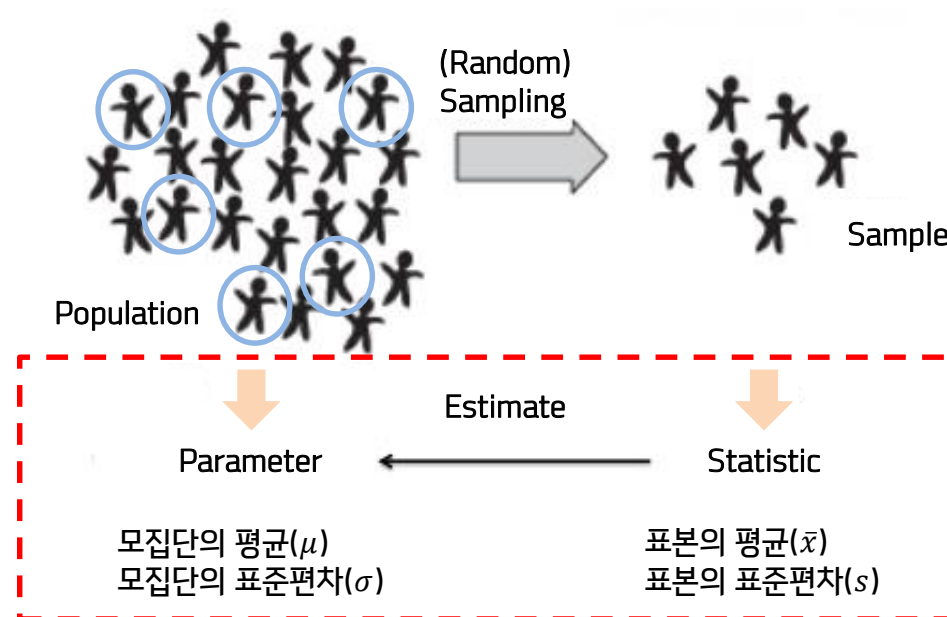 (Random)
Sampling
Sample
Population
Estimate
Parameter
Statistic
모집단의 평균(μ)
모집단의 표준편차(σ)
표본의 평균(x̄)
표본의 표준편차(s)